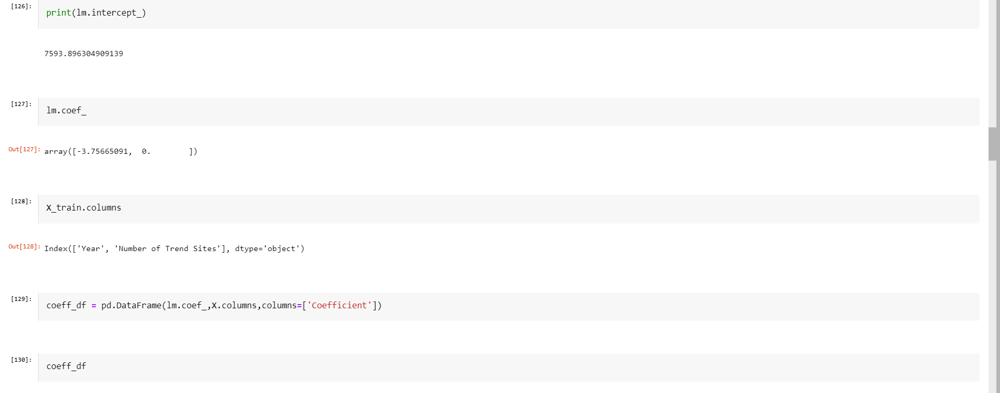 [126]: print(lm.intercept_)
7593.896304909139
[127]: lm.coef_
Out[127]: array([-3.75665091,  0.        ])
[128]: X_train.columns
Out[128]: Index(['Year', 'Number of Trend Sites'], dtype='object')
[129]: coeff_df = pd.DataFrame(lm.coef_,X.columns,columns=['Coefficient'])
[130]: coeff_df